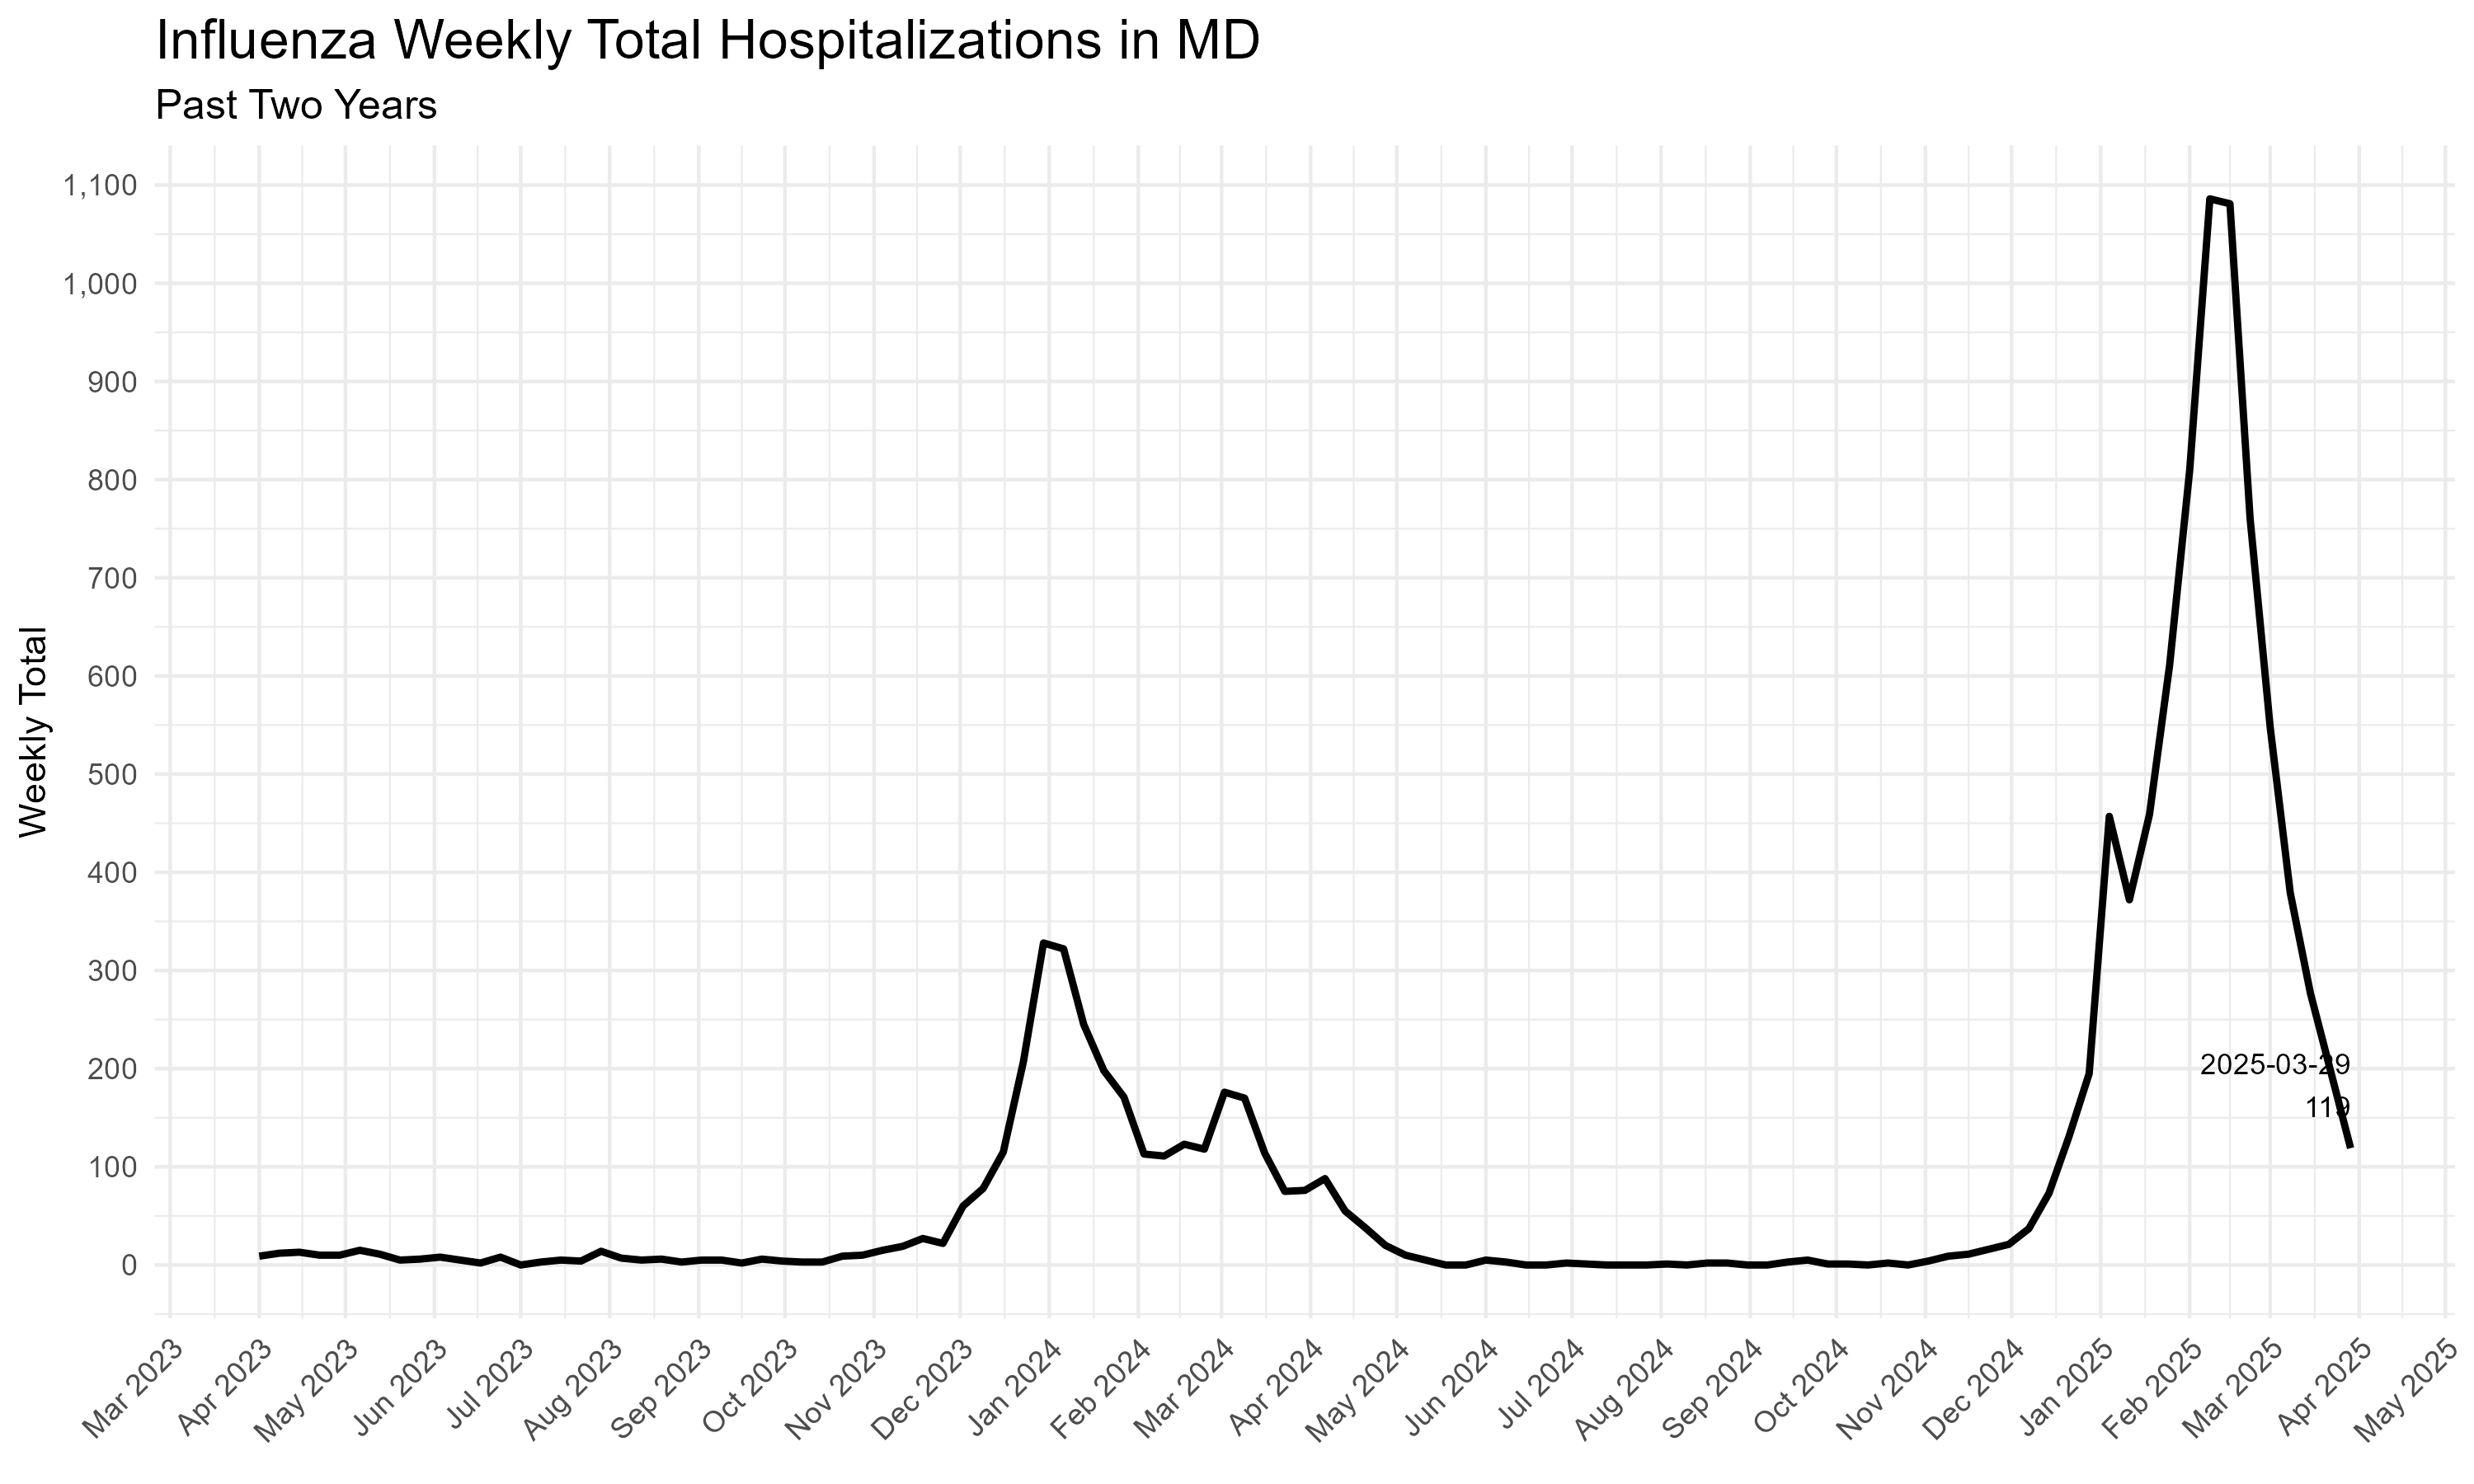 Influenza Weekly Total Hospitalizations in MD
Past Two Years
1,100
1,000
900
800
700
600
500
400
300
200
100
0
Weekly Total
2025-03-29
119
Mar 2023
Apr 2023
May 2023
Jun 2023
Jul 2023
Aug 2023
Sep 2023
Oct 2023
Nov 2023
Dec 2023
Jan 2024
Feb 2024
Mar 2024
Apr 2024
May 2024
Jun 2024
Jul 2024
Aug 2024
Sep 2024
Oct 2024
Nov 2024
Dec 2024
Jan 2025
Feb 2025
Mar 2025
Apr 2025
May 2025